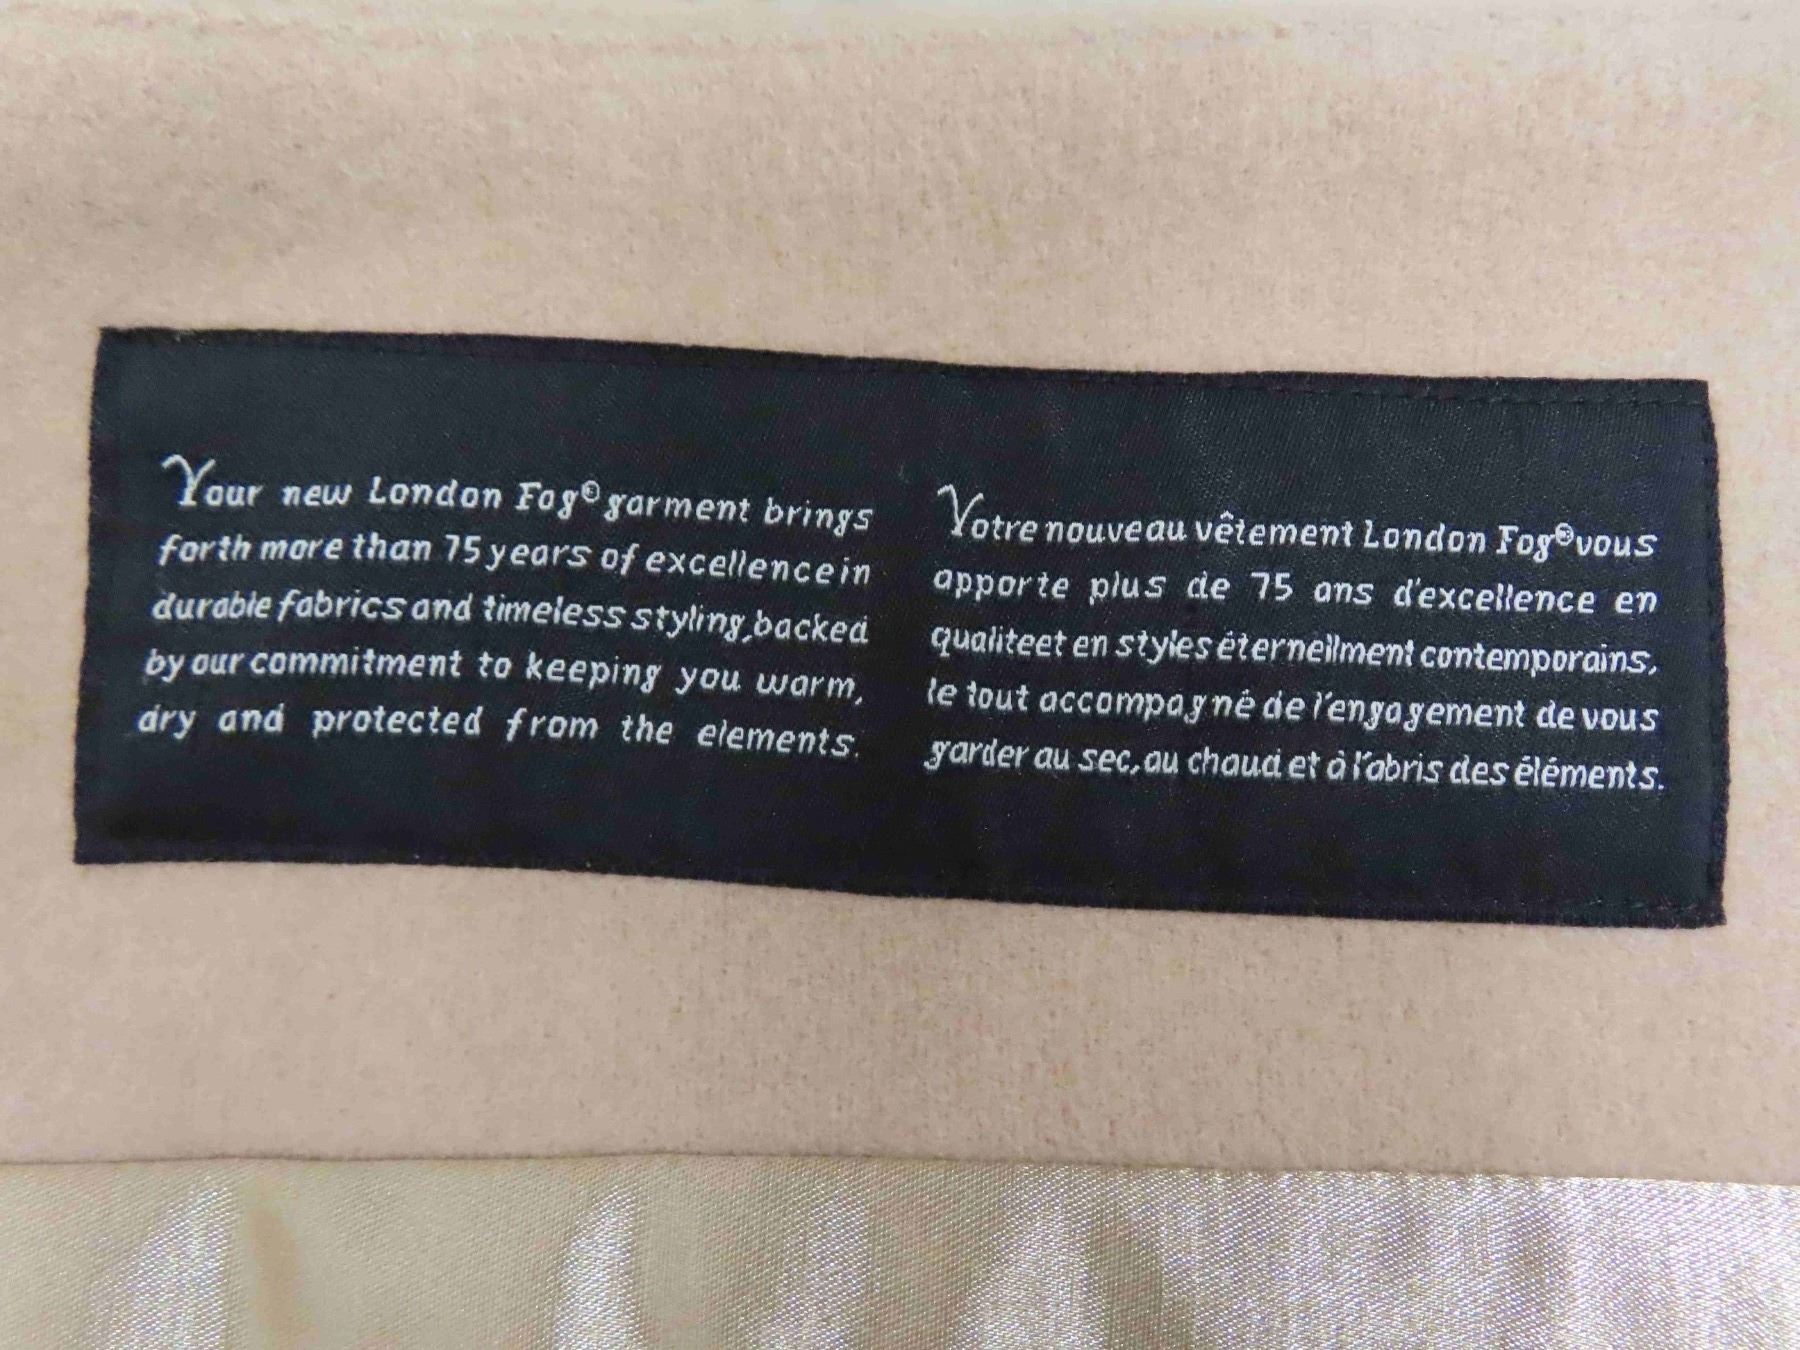 Your new London Fog® garment brings
forth more than 75 years of excellence in
durable fabrics and timeless styling, backed
by our commitment to keeping you warm,
dry and protected from the elements.
Votre nouveau vêtement London Fog® vous
apporte plus de 75 ans d'excellence en
qualiteet en styles éternellment contemporains,
le tout accompagné de l'engagement de vous
garder au sec, au chaud et à l'abris des éléments.